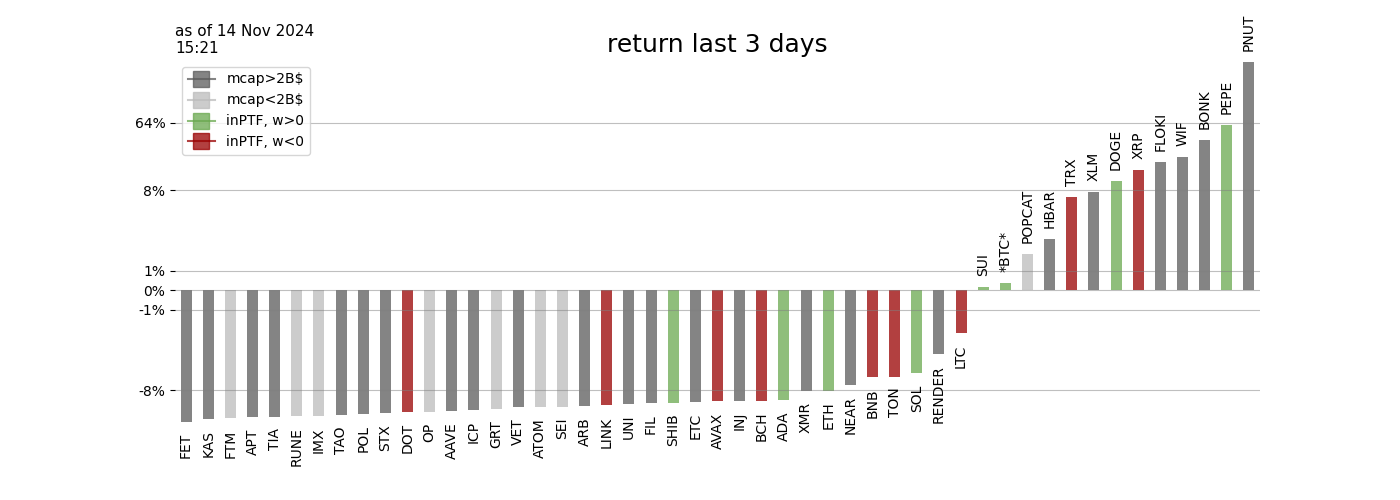 as of 14 Nov 2024
15:21
return last 3 days
mcap>2B$
mcap<2B$
inPTF, w>0
inPTF, w<0
64%
8%
1%
0%
-1%
-8%
FET
KAS
FTM
APT
TIA
RUNE
IMX
TAO
POL
STX
DOT
OP
AAVE
ICP
GRT
VET
ATOM
SEI
ARB
LINK
UNI
FIL
SHIB
ETC
AVAX
INJ
BCH
ADA
XMR
ETH
NEAR
BNB
TON
SOL
RENDER
LTC
SUI
*BTC*
POPCAT
HBAR
TRX
XLM
DOGE
XRP
FLOKI
WIF
BONK
PEPE
PNUT